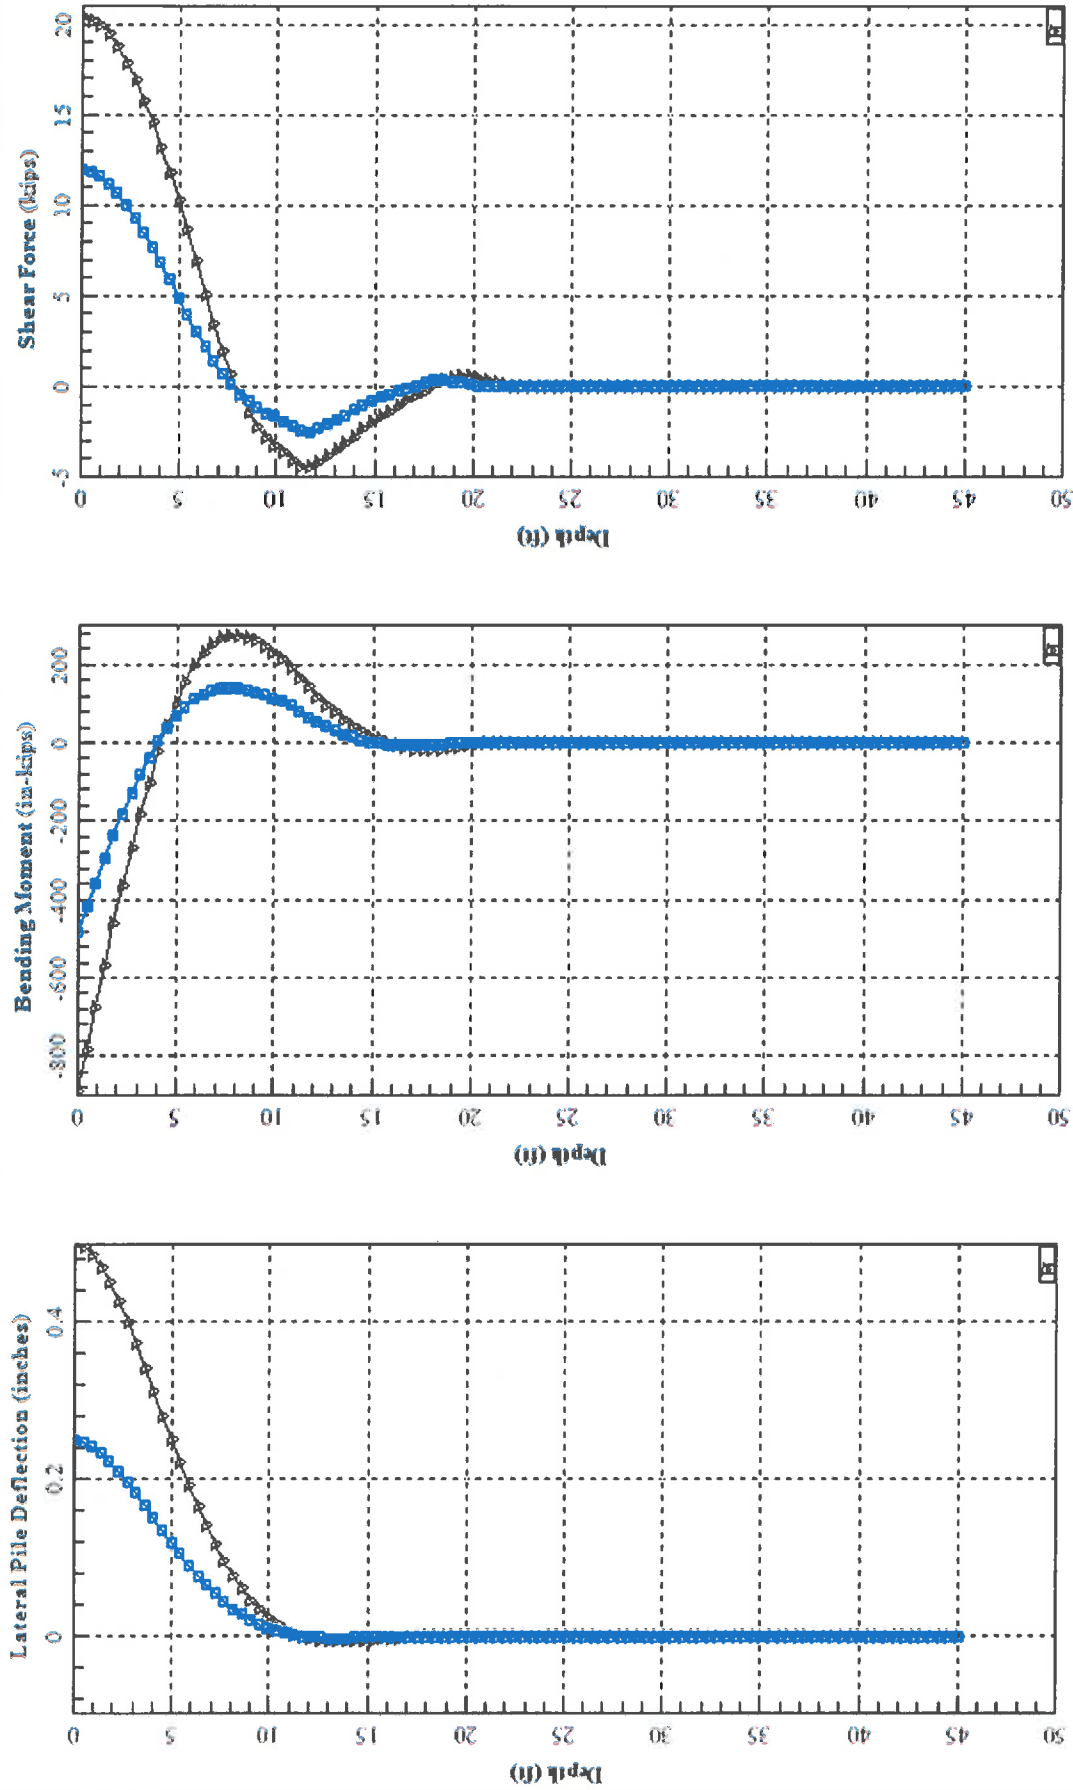 Shear Force (kips)
-5 0 5 10 15 20
0 5 10 15 20 25 30 35 40 45 50
Depth (ft)
Bending Moment (in-kips)
-800 -600 -400 -200 0 200
0 5 10 15 20 25 30 35 40 45 50
Depth (ft)
Lateral Pile Deflection (inches)
0 0.2 0.4
0 5 10 15 20 25 30 35 40 45 50
Depth (ft)